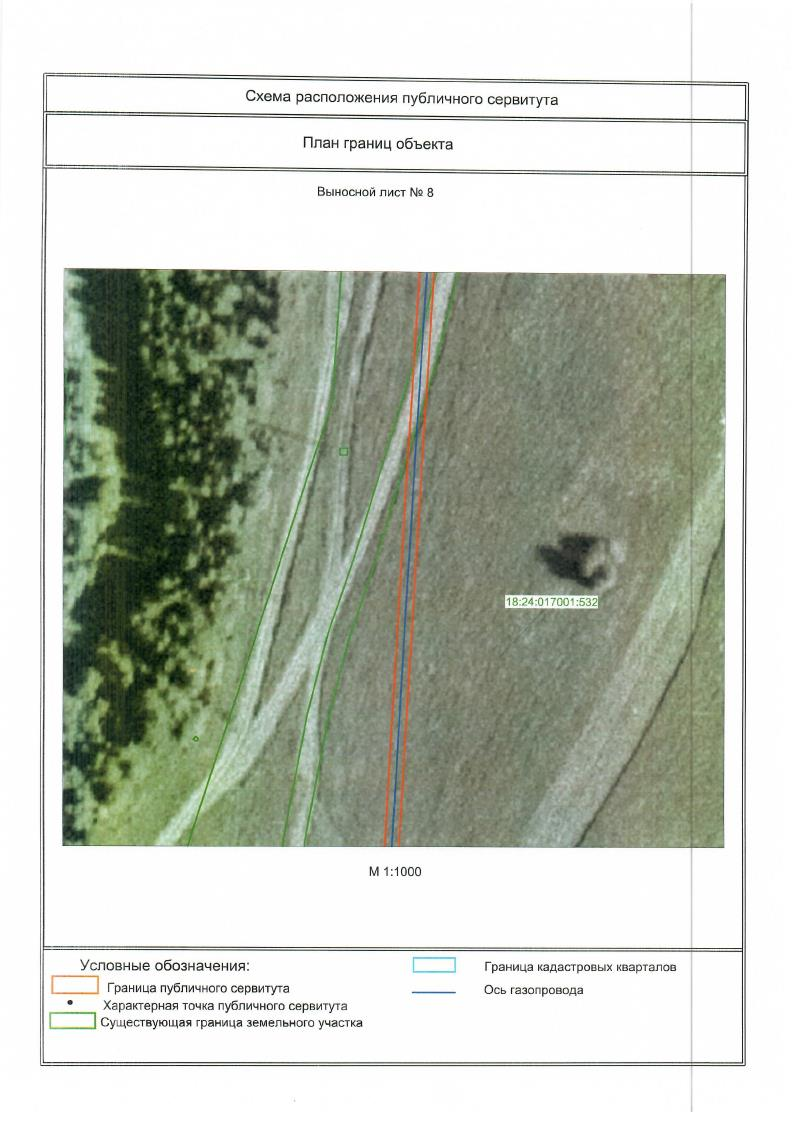 Схема расположения публичного сервитута
План границ объекта
Выносной лист № 8
18:24:017001:532
М 1:1000
Условные обозначения:
Граница публичного сервитута
Характерная точка публичного сервитута
Существующая граница земельного участка
Граница кадастровых кварталов
Ось газопровода